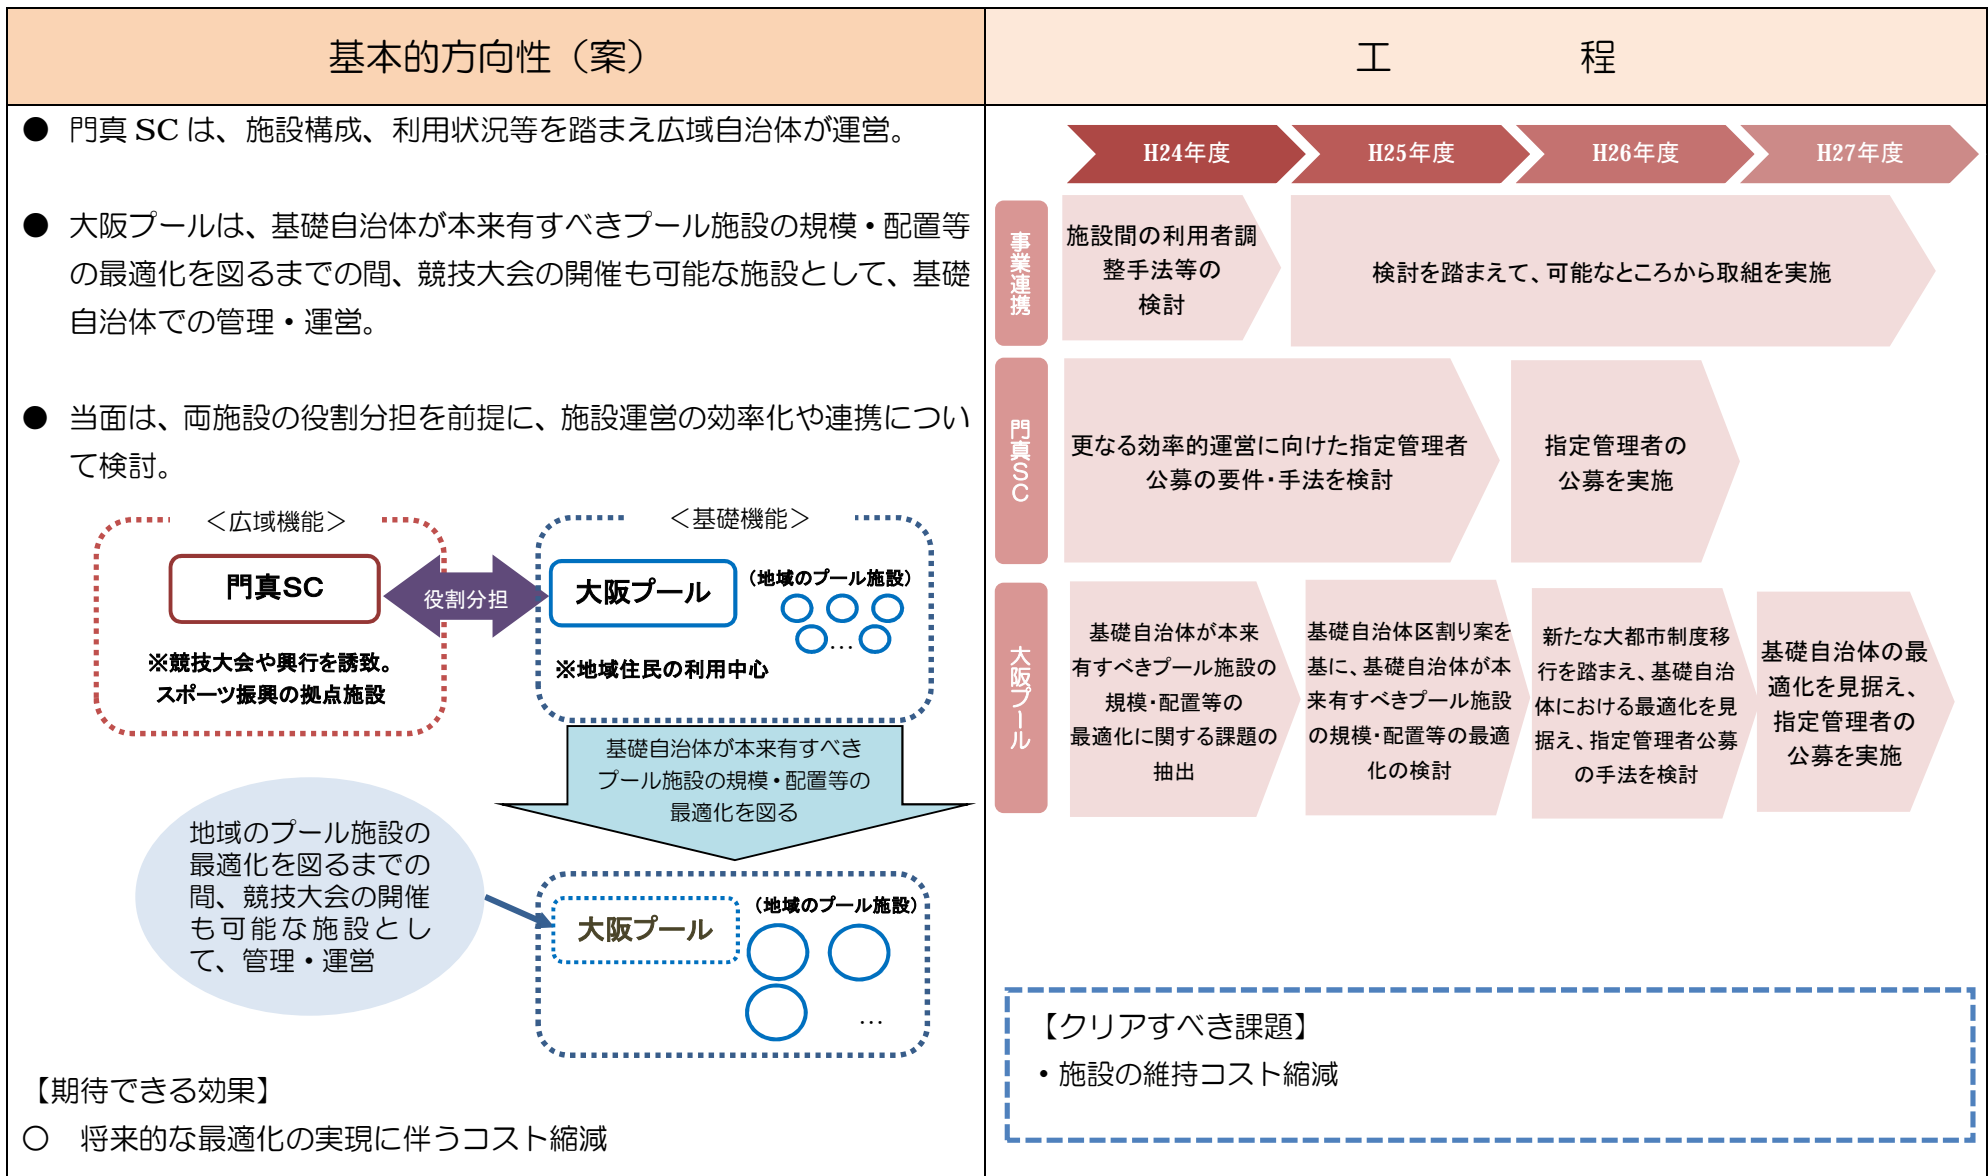 基本的方向性（案）
● 門真 SC は、施設構成、利用状況等を踏まえ広域自治体が運営。
● 大阪プールは、基礎自治体が本来有すべきプール施設の規模・配置等
の最適化を図るまでの間、競技大会の開催も可能な施設として、基礎
自治体での管理・運営。
● 当面は、両施設の役割分担を前提に、施設運営の効率化や連携につい
て検討。
＜広域機能＞
門真SC
※競技大会や興行を誘致。
スポーツ振興の拠点施設
役割分担
＜基礎機能＞
大阪プール
（地域のプール施設）
…
※地域住民の利用中心
基礎自治体が本来有すべき
プール施設の規模・配置等の
最適化を図る
地域のプール施設の
最適化を図るまでの
間、競技大会の開催
も可能な施設とし
て、管理・運営
大阪プール
（地域のプール施設）
…
【期待できる効果】
○ 将来的な最適化の実現に伴うコスト縮減
工 程
H24年度
H25年度
H26年度
H27年度
事業連携
施設間の利用者調
整手法等の
検討
検討を踏まえて、可能なところから取組を実施
門真SC
更なる効率的運営に向けた指定管理者
公募の要件・手法を検討
指定管理者の
公募を実施
大阪プール
基礎自治体が本来
有すべきプール施設の
規模・配置等の
最適化に関する課題の
抽出
基礎自治体区割り案を
基に、基礎自治体が本
来有すべきプール施設
の規模・配置等の最適
化の検討
新たな大都市制度移
行を踏まえ、基礎自治
体における最適化を見
据え、指定管理者公募
の手法を検討
基礎自治体の最
適化を見据え、
指定管理者の
公募を実施
【クリアすべき課題】
・施設の維持コスト縮減